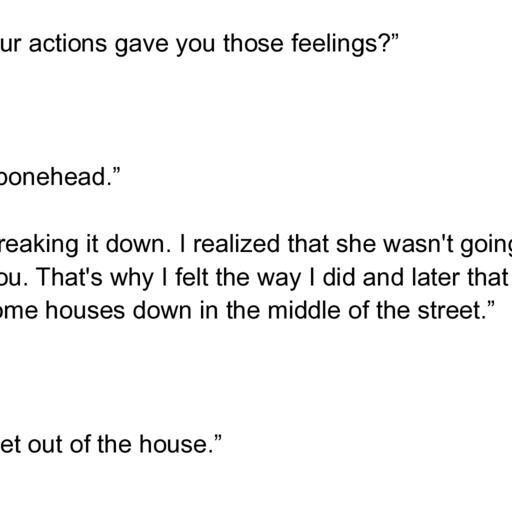 ur actions gave you those feelings?”
bonehead.”
reaking it down. I realized that she wasn't going
ou. That's why I felt the way I did and later that
ome houses down in the middle of the street.”
et out of the house.”